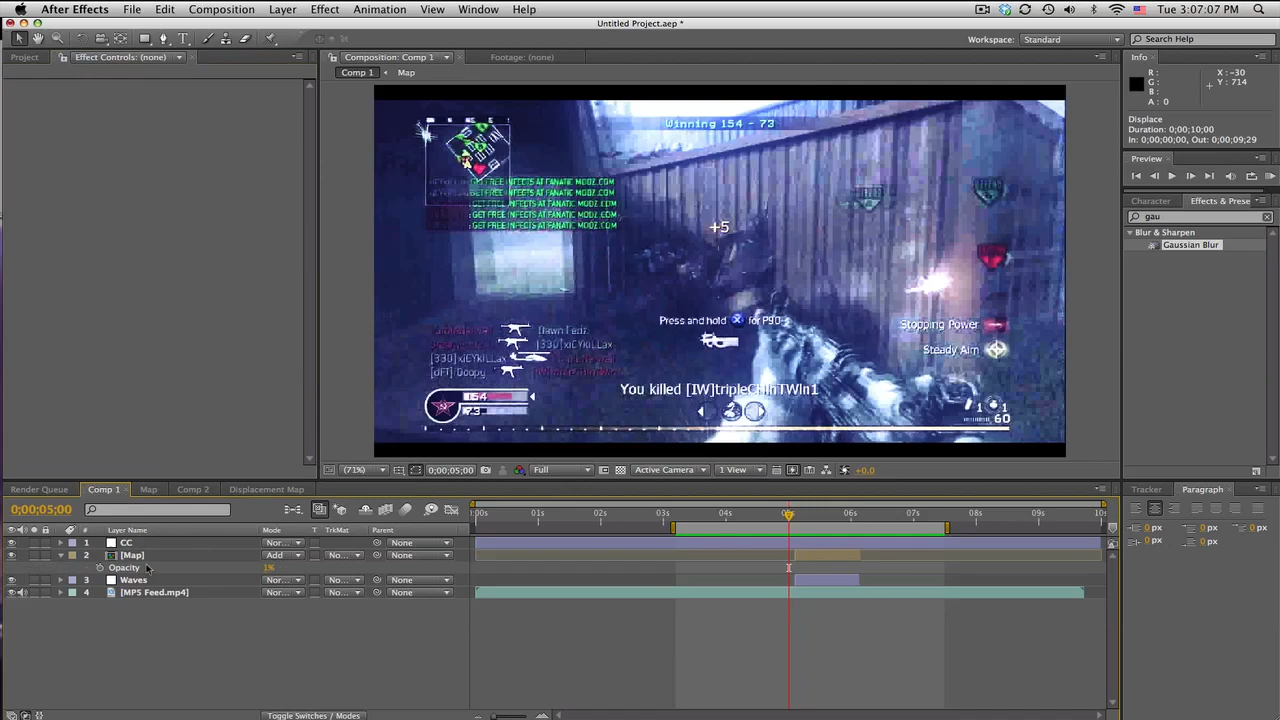 After Effects File Edit Composition Layer Effect Animation View Window Help Tue 3:07:07 PM
Untitled Project.aep *
Workspace: Standard Search Help
Project Effect Controls: (none) Composition: Comp 1 Footage: (none) Info
Comp 1 Map
R: X: -30
G: Y: 714
B:
A: 0
Displace
Duration: 0;00;10;00
In: 0;00;00;00, Out: 0;00;09;29
Preview
Character Effects & Prese
gau
Blur & Sharpen
Gaussian Blur
Winning 154 - 73
GET FREE INFECTS AT FANATIC MODZ.COM
: GET FREE INFECTS AT FANATIC MODZ.COM
: GET FREE INFECTS AT FANATIC MODZ.COM
: GET FREE INFECTS AT FANATIC MODZ.COM
: GET FREE INFECTS AT FANATIC MODZ.COM
+5
Press and hold X for P90
Stopping Power
Steady Aim
[330]xiCYkiLLax
[330]xiCYkiLLax
You killed [IW]tripleCHinTWIn1
154
73
1 1
60
(71%) 0;00;05;00 Full Active Camera 1 View +0.0
Render Queue Comp 1 Map Comp 2 Displacement Map Tracker Paragraph
0;00;05;00 :00s 01s 02s 03s 06s 07s 08s 09s 10s
# Layer Name Mode T TrkMat Parent
0 px 0 px 0 px
0 px 0 px
1 CC Nor... None
2 [Map] Add No... None
Opacity 1%
3 Waves Nor... No... None
4 [MP5 Feed.mp4] Nor... No... None
Toggle Switches / Modes